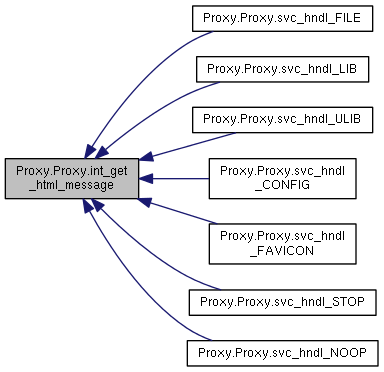 Proxy.Proxy.svc_hndl_FILE
Proxy.Proxy.svc_hndl_LIB
Proxy.Proxy.svc_hndl_ULIB
Proxy.Proxy.int_get
_html_message
Proxy.Proxy.svc_hndl
_CONFIG
Proxy.Proxy.svc_hndl
_FAVICON
Proxy.Proxy.svc_hndl_STOP
Proxy.Proxy.svc_hndl_NOOP